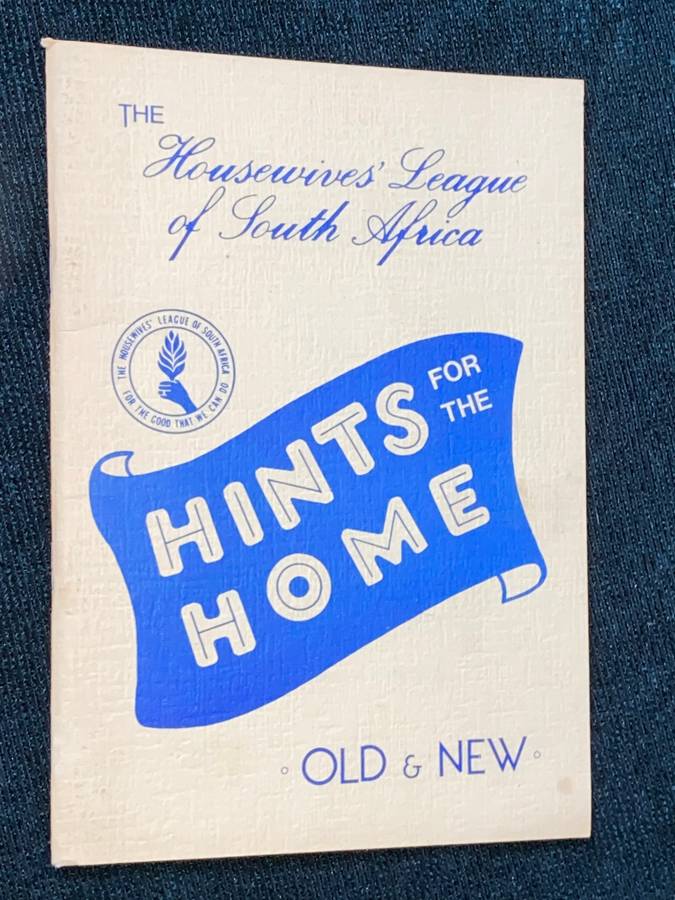 THE
Housewives' League
of South Africa
THE HOUSEWIVES' LEAGUE OF SOUTH AFRICA
FOR THE GOOD THAT WE CAN DO
HINTS FOR THE
HOME
OLD & NEW